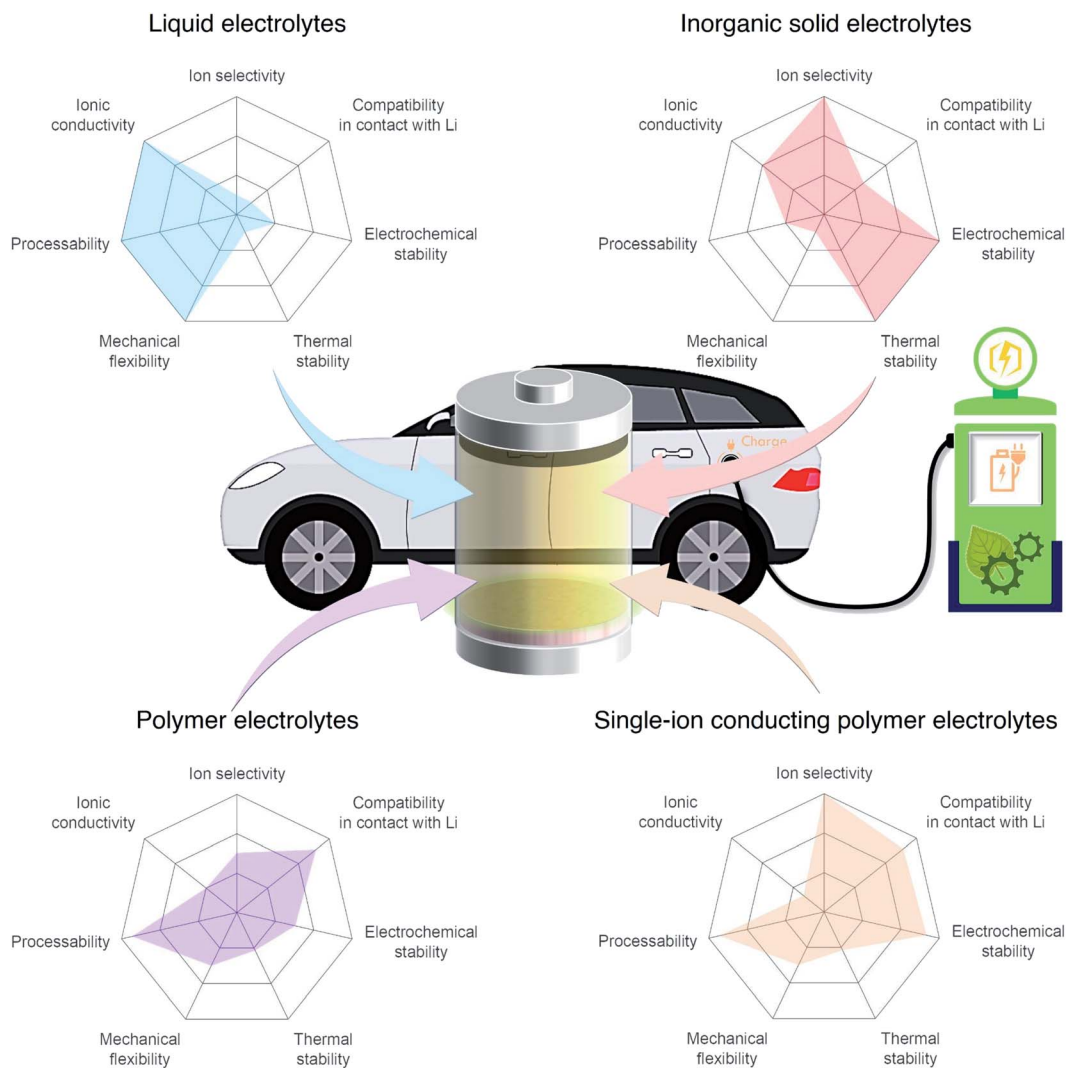 Liquid electrolytes
Ion selectivity
Ionic
conductivity
Compatibility
in contact with Li
Processability
Electrochemical
stability
Mechanical
flexibility
Thermal
stability
Inorganic solid electrolytes
Ion selectivity
Ionic
conductivity
Compatibility
in contact with Li
Processability
Electrochemical
stability
Mechanical
flexibility
Thermal
stability
Charge
Polymer electrolytes
Ion selectivity
Ionic
conductivity
Compatibility
in contact with Li
Processability
Electrochemical
stability
Mechanical
flexibility
Thermal
stability
Single-ion conducting polymer electrolytes
Ion selectivity
Ionic
conductivity
Compatibility
in contact with Li
Processability
Electrochemical
stability
Mechanical
flexibility
Thermal
stability